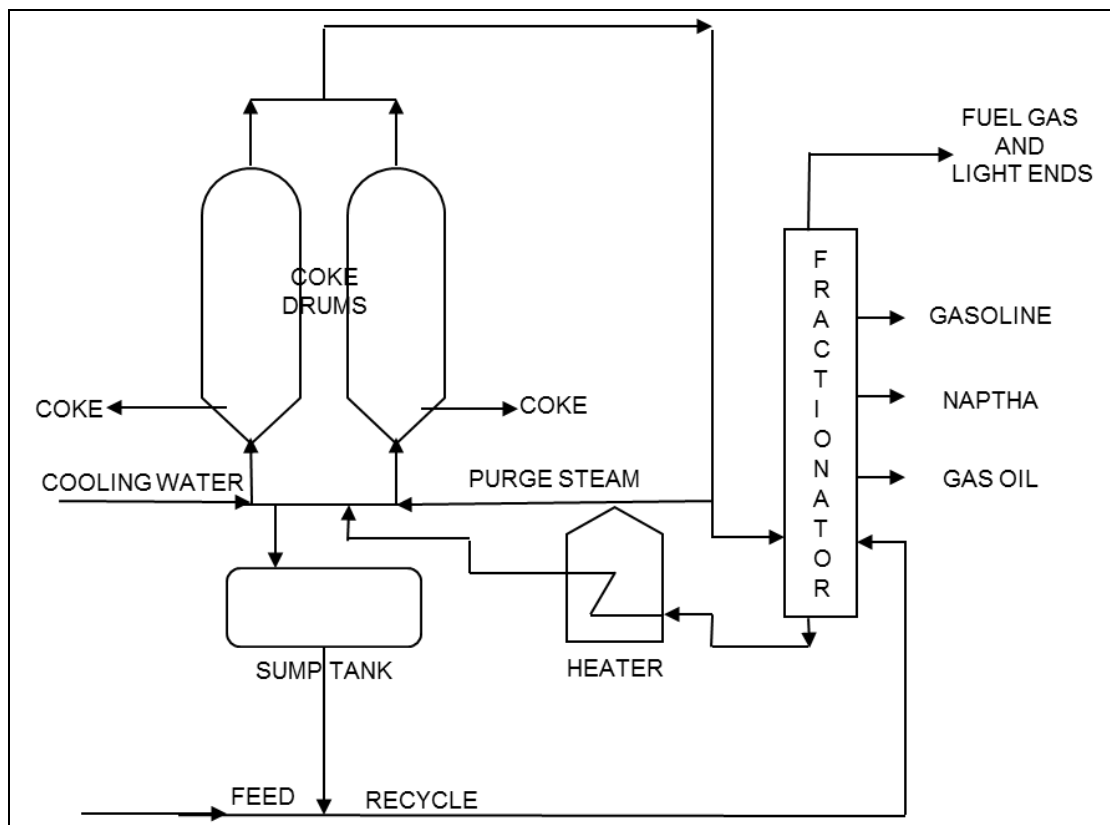 FUEL GAS
AND
LIGHT ENDS
FRACTIONATOR
COKE
DRUMS
GASOLINE
NAPTHA
COKE
COKE
COOLING WATER
PURGE STEAM
GAS OIL
SUMP TANK
HEATER
FEED
RECYCLE